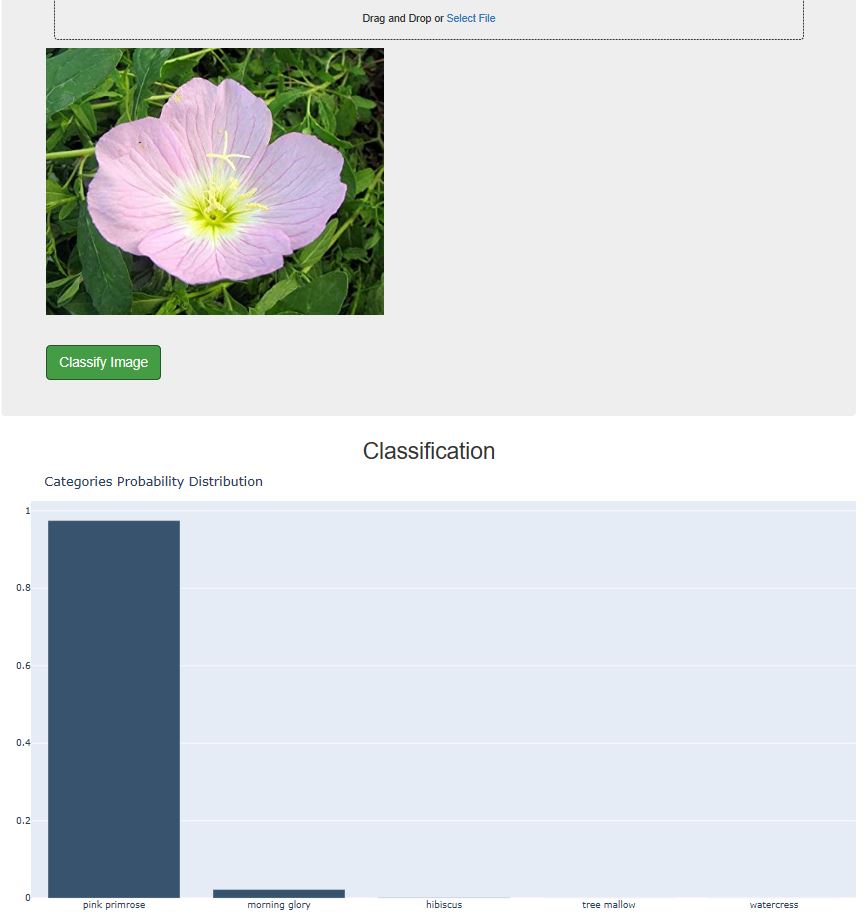 Drag and Drop or Select File
Classify Image
Classification
Categories Probability Distribution
1
0.8
0.6
0.4
0.2
0
pink primrose morning glory hibiscus tree mallow watercress